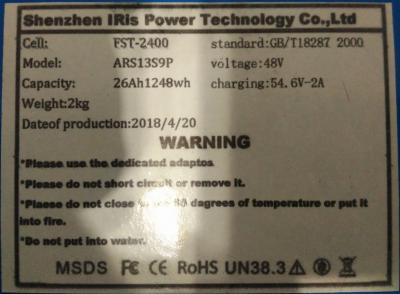 Shenzhen IRis Power Technology Co.,Ltd
Cell: FST-2400 standard:GB/T18287 2000
Model: ARS13S9P voltage:48V
Capacity: 26Ah1248wh charging:54.6V-2A
Weight:2kg
Dateof production:2018/4/20
WARNING
*Please use the dedicated adaptos.
*Please do not short circuit or remove it.
*Plaese do not close to the degrees of temperature or put it
into fire.
*Do not put into water.
MSDS FC CE RoHS UN38.3